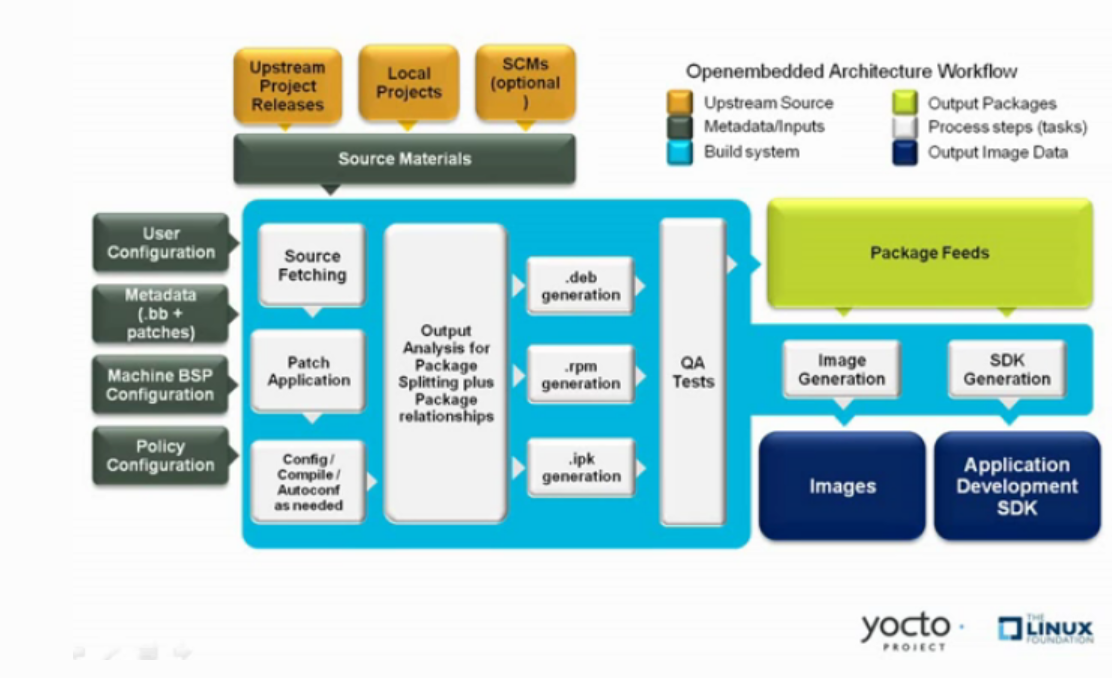 Upstream
Project
Releases
Local
Projects
SCMs
(optional
)
Openembedded Architecture Workflow
Upstream Source
Output Packages
Metadata/Inputs
Process steps (tasks)
Build system
Output Image Data
Source Materials
User
Configuration
Metadata
(.bb +
patches)
Machine BSP
Configuration
Policy
Configuration
Source
Fetching
Patch
Application
Config /
Compile /
Autoconf
as needed
Output
Analysis for
Package
Splitting plus
Package
relationships
.deb
generation
.rpm
generation
.ipk
generation
QA
Tests
Package Feeds
Image
Generation
SDK
Generation
Images
Application
Development
SDK
yocto
PROJECT
THE
LINUX
FOUNDATION